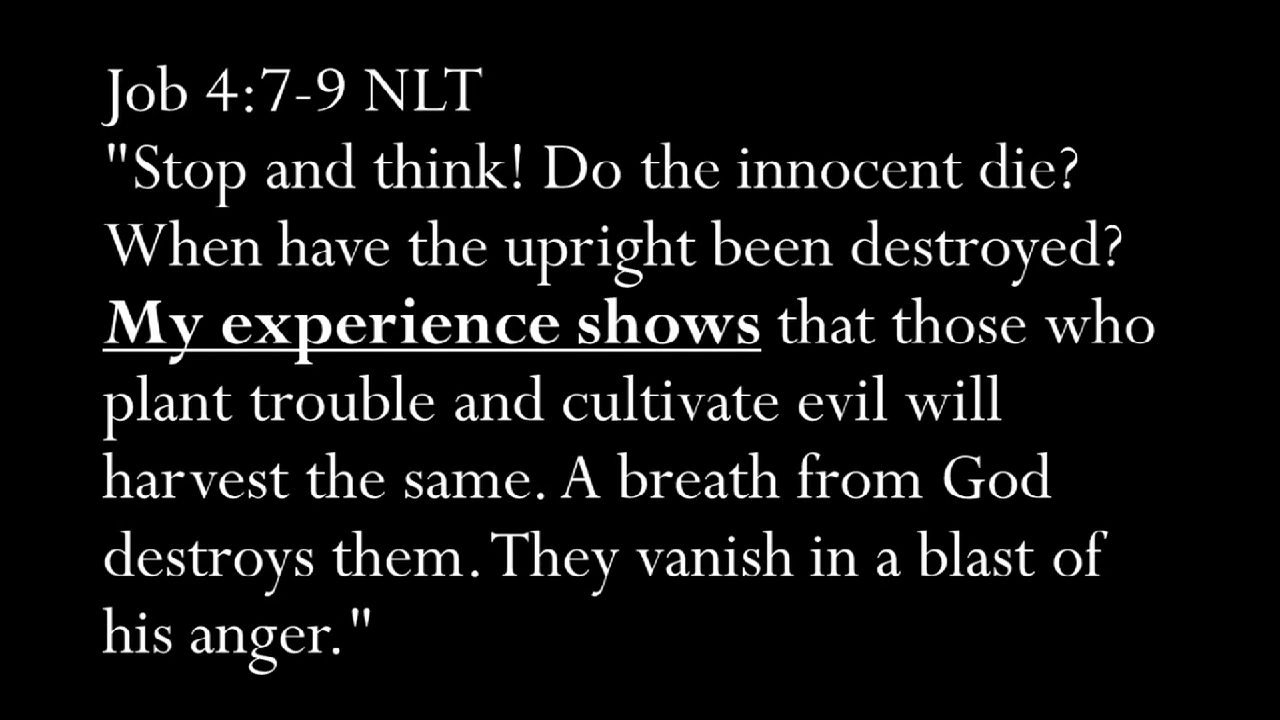 Job 4:7-9 NLT
"Stop and think! Do the innocent die?
When have the upright been destroyed?
My experience shows that those who
plant trouble and cultivate evil will
harvest the same. A breath from God
destroys them. They vanish in a blast of
his anger."